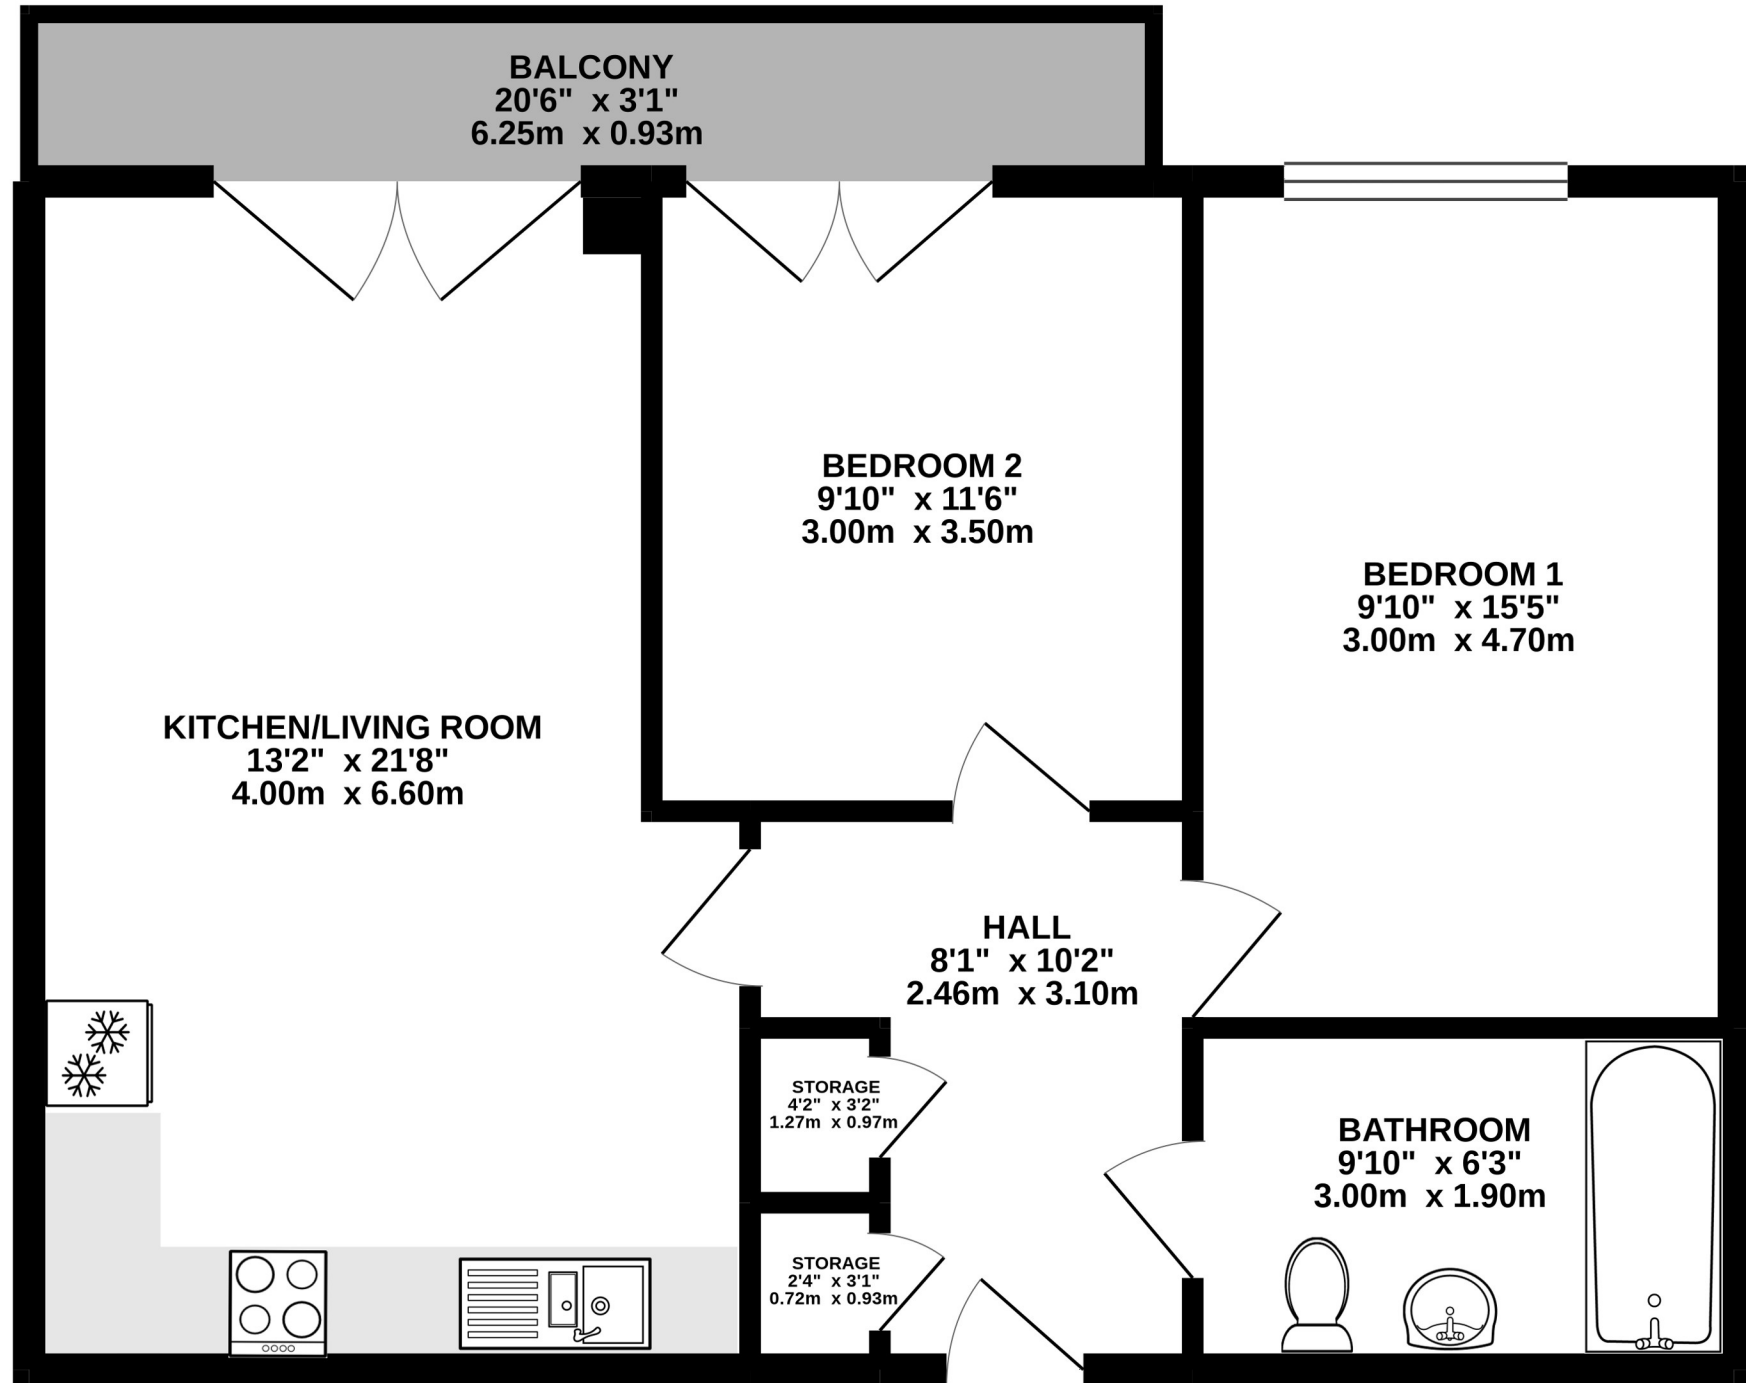 BALCONY
20'6" x 3'1"
6.25m x 0.93m
BEDROOM 2
9'10" x 11'6"
3.00m x 3.50m
BEDROOM 1
9'10" x 15'5"
3.00m x 4.70m
KITCHEN/LIVING ROOM
13'2" x 21'8"
4.00m x 6.60m
HALL
8'1" x 10'2"
2.46m x 3.10m
STORAGE
4'2" x 3'2"
1.27m x 0.97m
BATHROOM
9'10" x 6'3"
3.00m x 1.90m
STORAGE
2'4" x 3'1"
0.72m x 0.93m